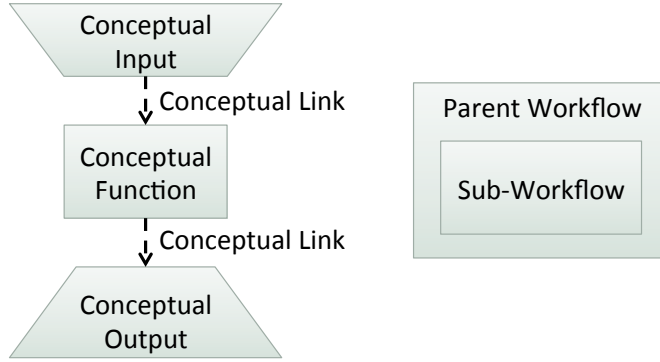 Conceptual
Input
Conceptual Link
Conceptual
Function
Conceptual Link
Conceptual
Output
Parent Workflow
Sub-Workflow